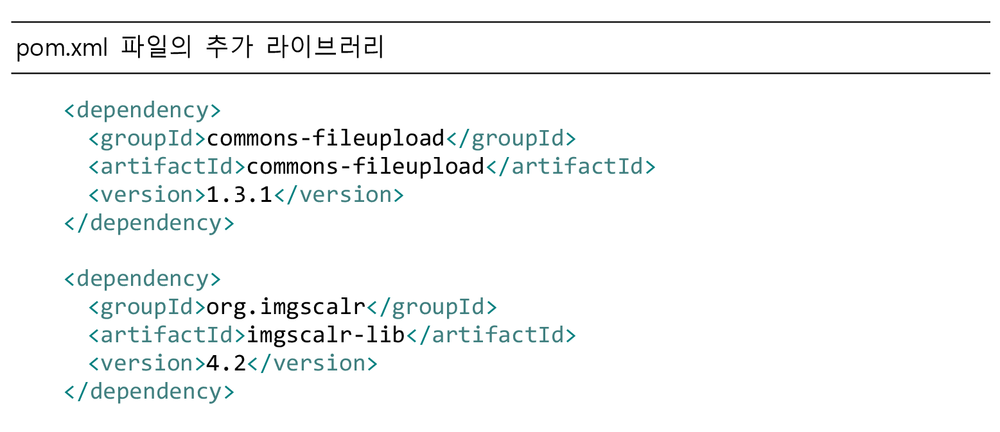 pom.xml 파일의 추가 라이브러리
<dependency>
<groupId>commons-fileupload</groupId>
<artifactId>commons-fileupload</artifactId>
<version>1.3.1</version>
</dependency>
<dependency>
<groupId>org.imgscalr</groupId>
<artifactId>imgscalr-lib</artifactId>
<version>4.2</version>
</dependency>